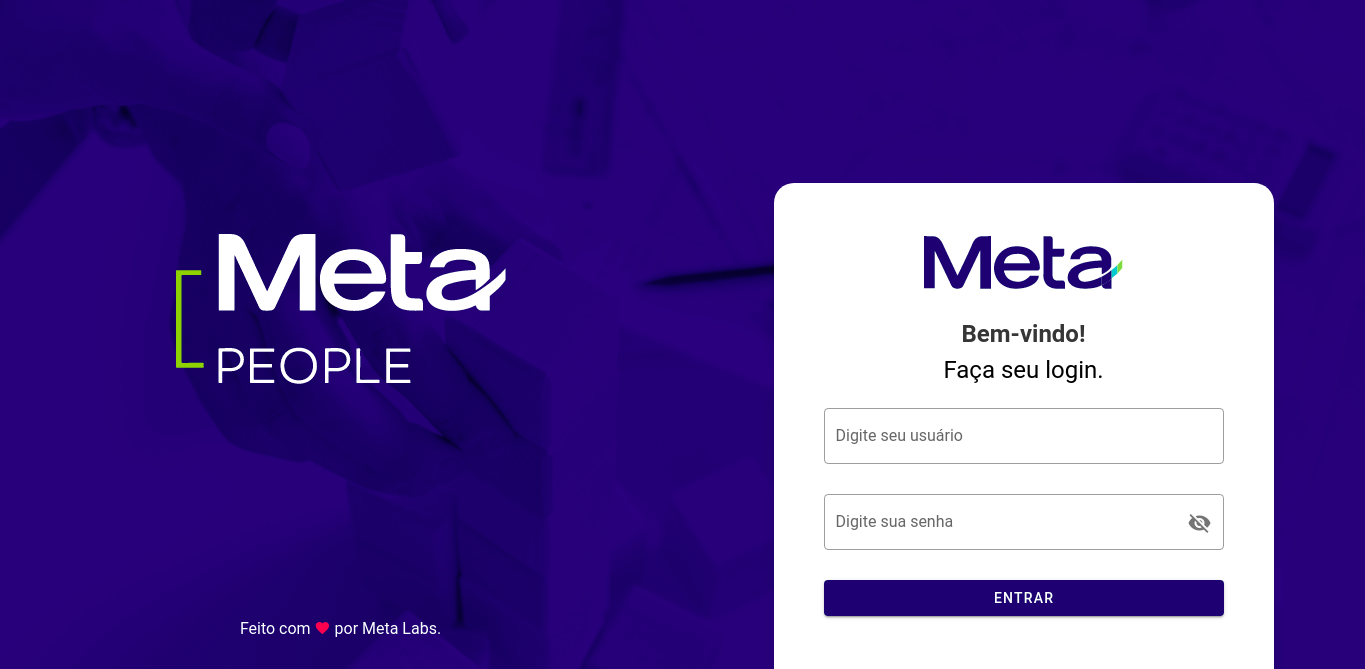 Meta
PEOPLE
Feito com por Meta Labs.
Meta
Bem-vindo!
Faça seu login.
Digite seu usuário
Digite sua senha
ENTRAR